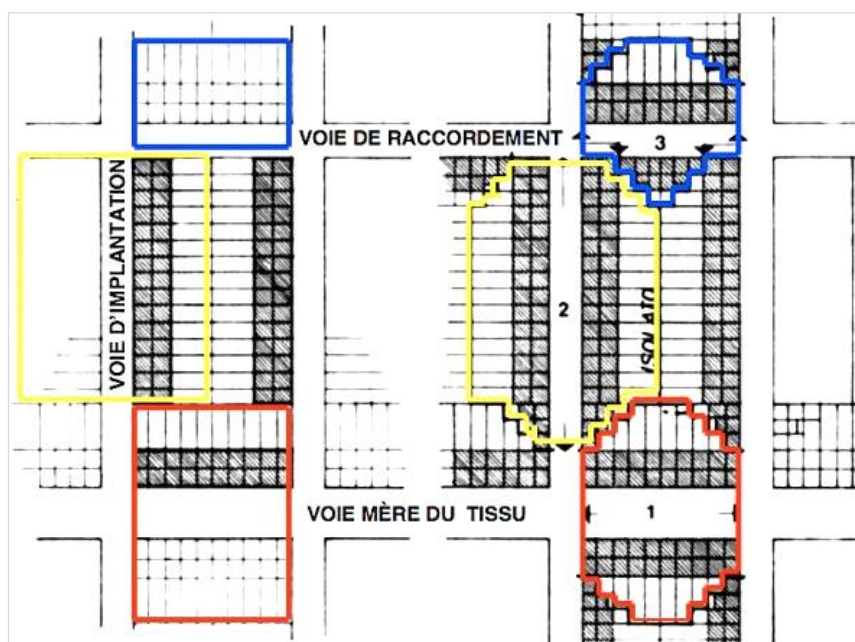 VOIE DE RACCORDEMENT
3
VOIE D'IMPLANTATION
2
ISOLATO
1
VOIE MÈRE DU TISSU